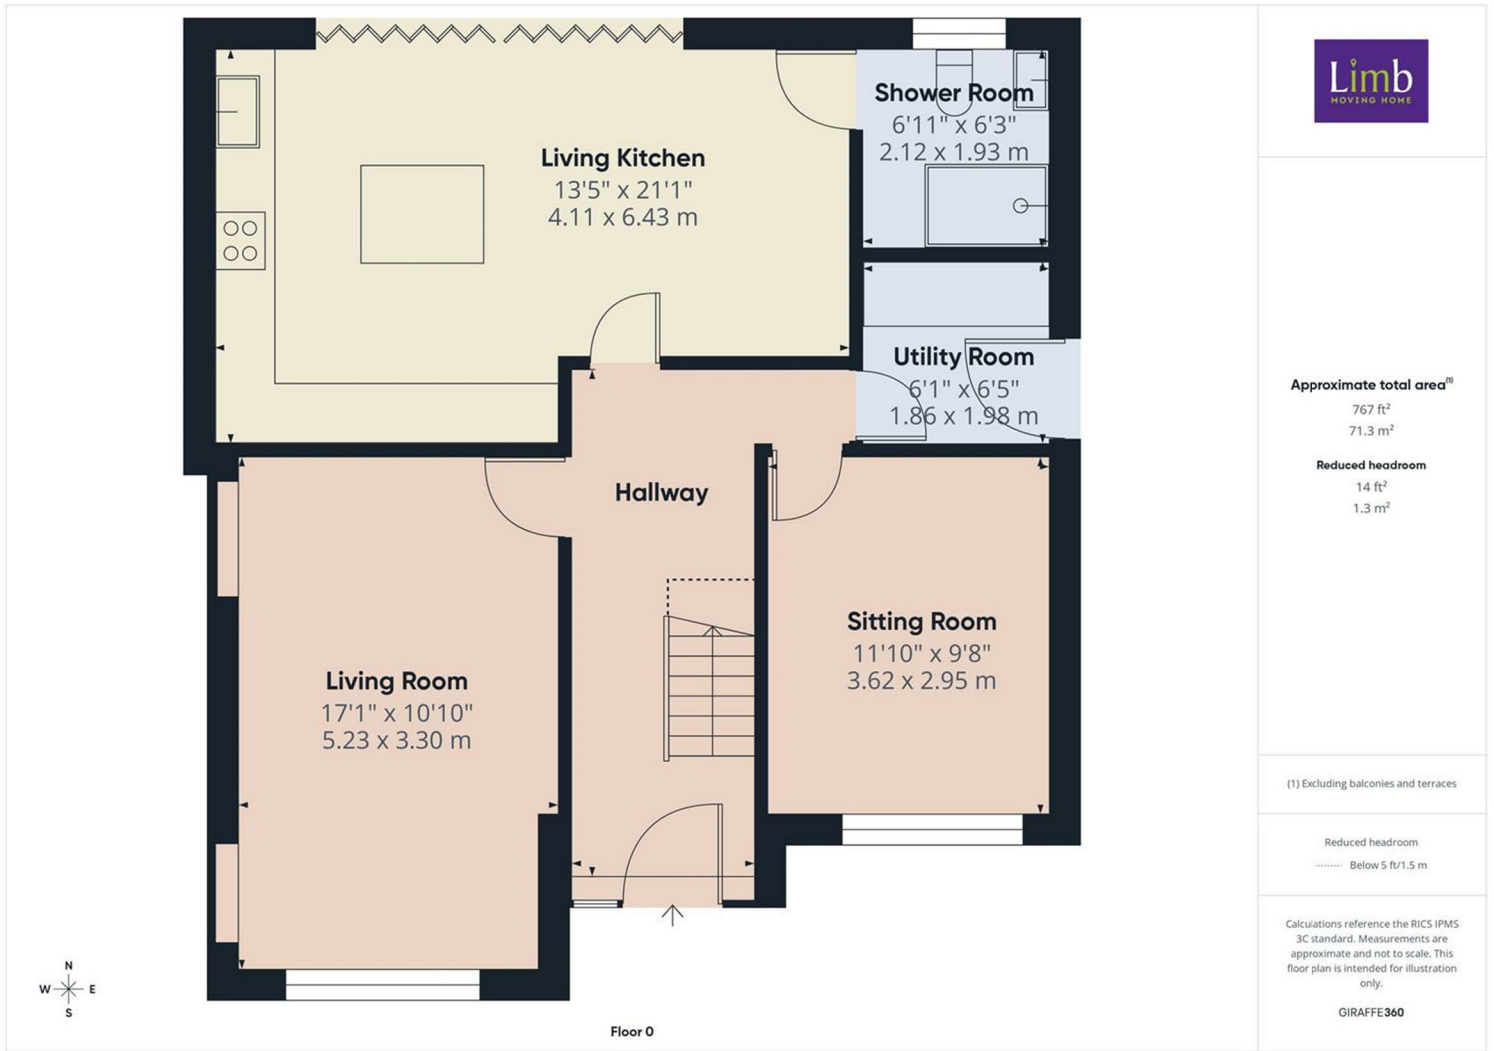 Living Kitchen
13'5" x 21'1"
4.11 x 6.43 m
Shower Room
6'11" x 6'3"
2.12 x 1.93 m
Utility Room
6'1" x 6'5"
1.86 x 1.98 m
Hallway
Sitting Room
11'10" x 9'8"
3.62 x 2.95 m
Living Room
17'1" x 10'10"
5.23 x 3.30 m
N
W E
S
Floor 0
Limb
MOVING HOME
Approximate total area(1)
767 ft²
71.3 m²
Reduced headroom
14 ft²
1.3 m²
(1) Excluding balconies and terraces
Reduced headroom
Below 5 ft/1.5 m
Calculations reference the RICS IPMS
3C standard. Measurements are
approximate and not to scale. This
floor plan is intended for illustration
only.
GIRAFFE360